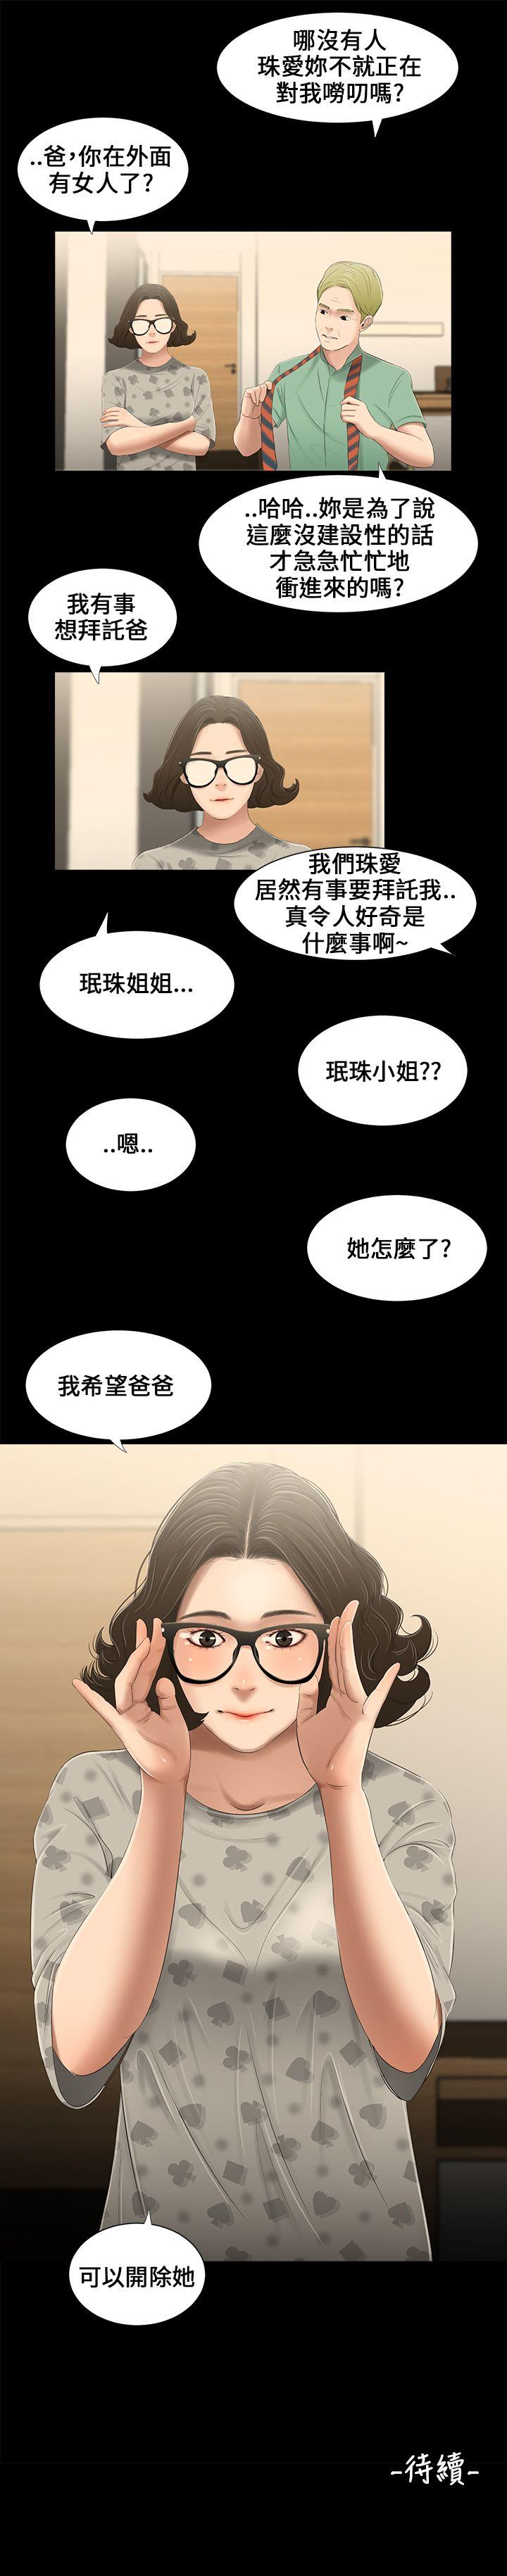 哪沒有人
珠愛妳不就正在
對我嘮叨嗎?
..爸,你在外面
有女人了?
..哈哈..妳是為了說
這麼沒建設性的話
才急急忙忙地
衝進來的嗎?
我有事
想拜託爸
我們珠愛
居然有事要拜託我..
真令人好奇是
什麼事啊~
珉珠姐姐...
珉珠小姐??
..嗯..
她怎麼了?
我希望爸爸
可以開除她
-待續-